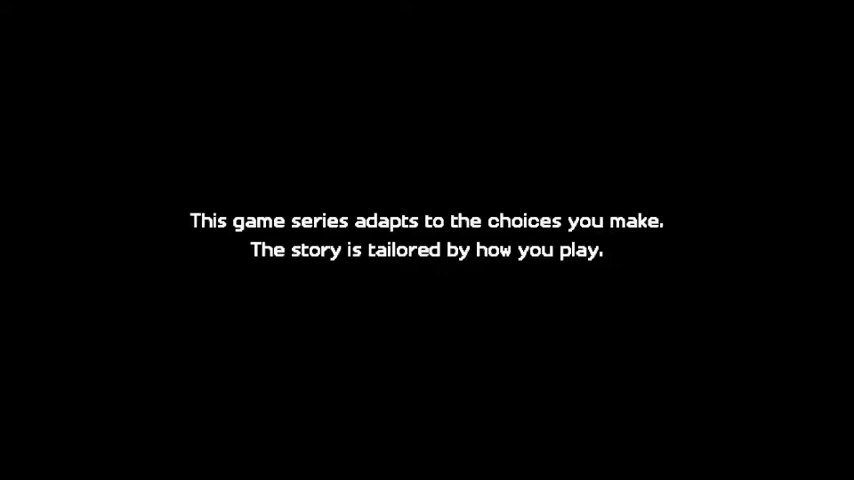 This game series adapts to the choices you make.
The story is tailored by how you play.